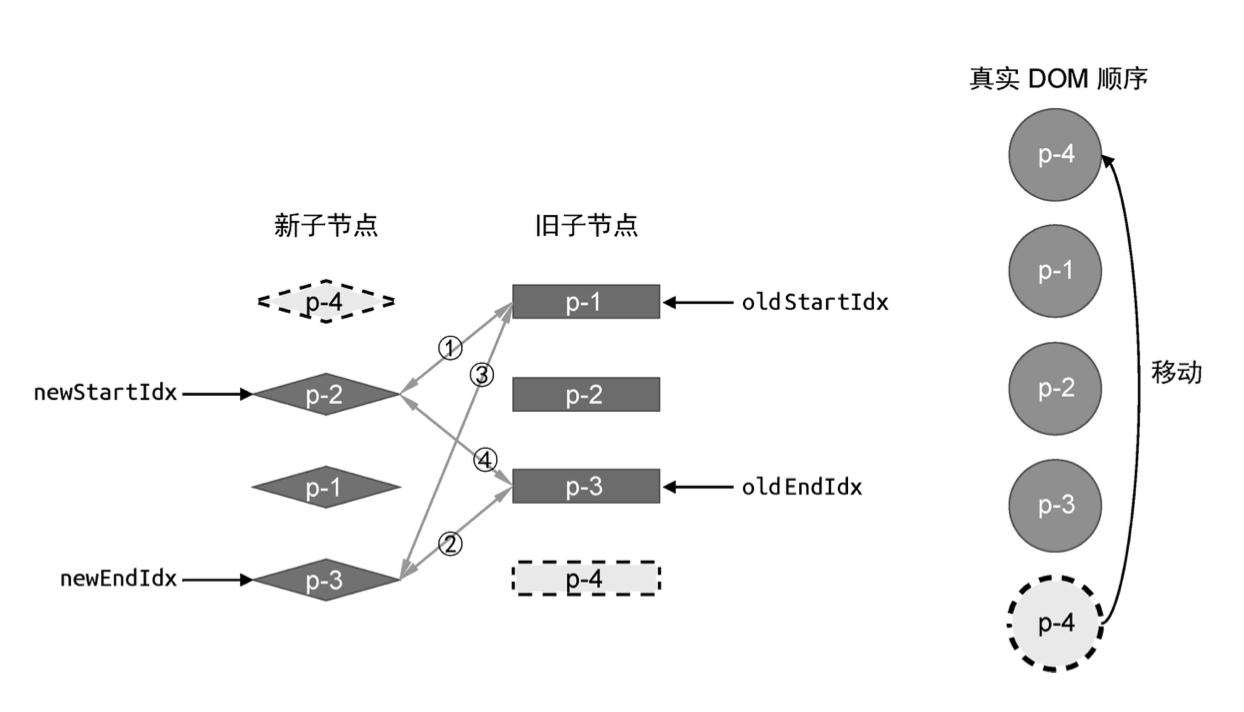 真实 DOM 顺序
p-4
p-1
p-2
p-3
p-4
移动
新子节点
旧子节点
p-4
p-1
oldStartIdx
①
③
newStartIdx
p-2
p-2
④
p-1
p-3
oldEndIdx
②
newEndIdx
p-3
p-4